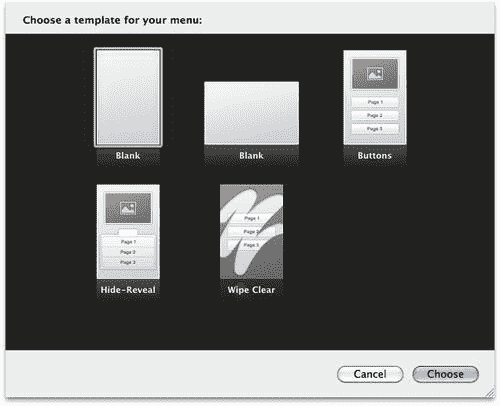 Choose a template for your menu:
Page 1
Page 2
Page 3
Blank
Blank
Buttons
Page 1
Page 2
Page 3
Page 1
Page 2
Page 3
Hide-Reveal
Wipe Clear
Cancel
Choose